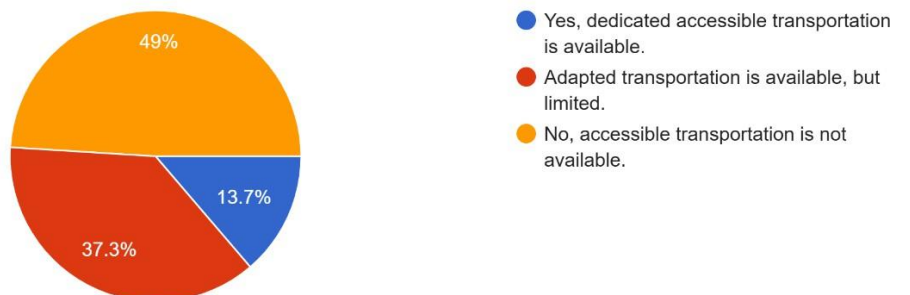 49%
13.7%
37.3%
Yes, dedicated accessible transportation
is available.
Adapted transportation is available, but
limited.
No, accessible transportation is not
available.